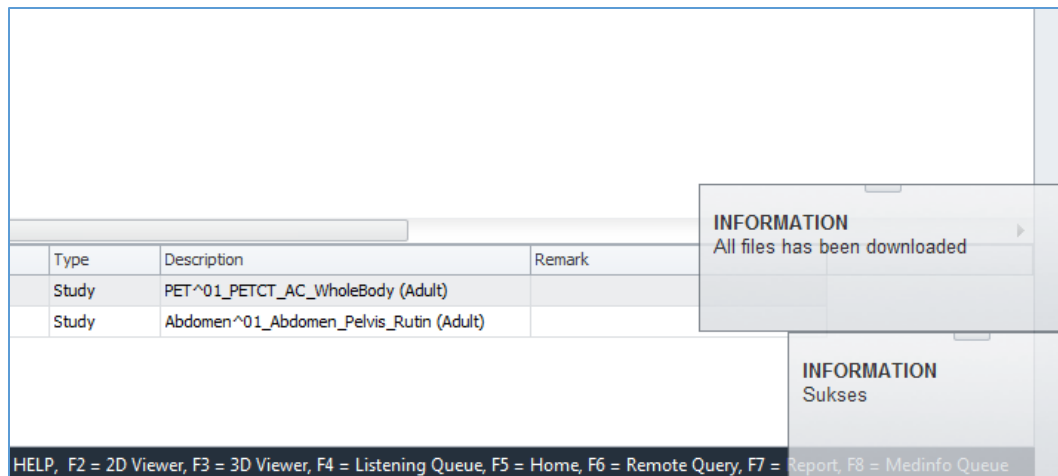 INFORMATION
All files has been downloaded
Type Description Remark
Study PET^01_PETCT_AC_WholeBody (Adult)
Study Abdomen^01_Abdomen_Pelvis_Rutin (Adult)
INFORMATION
Sukses
HELP, F2 = 2D Viewer, F3 = 3D Viewer, F4 = Listening Queue, F5 = Home, F6 = Remote Query, F7 = Report, F8 = Medinfo Queue